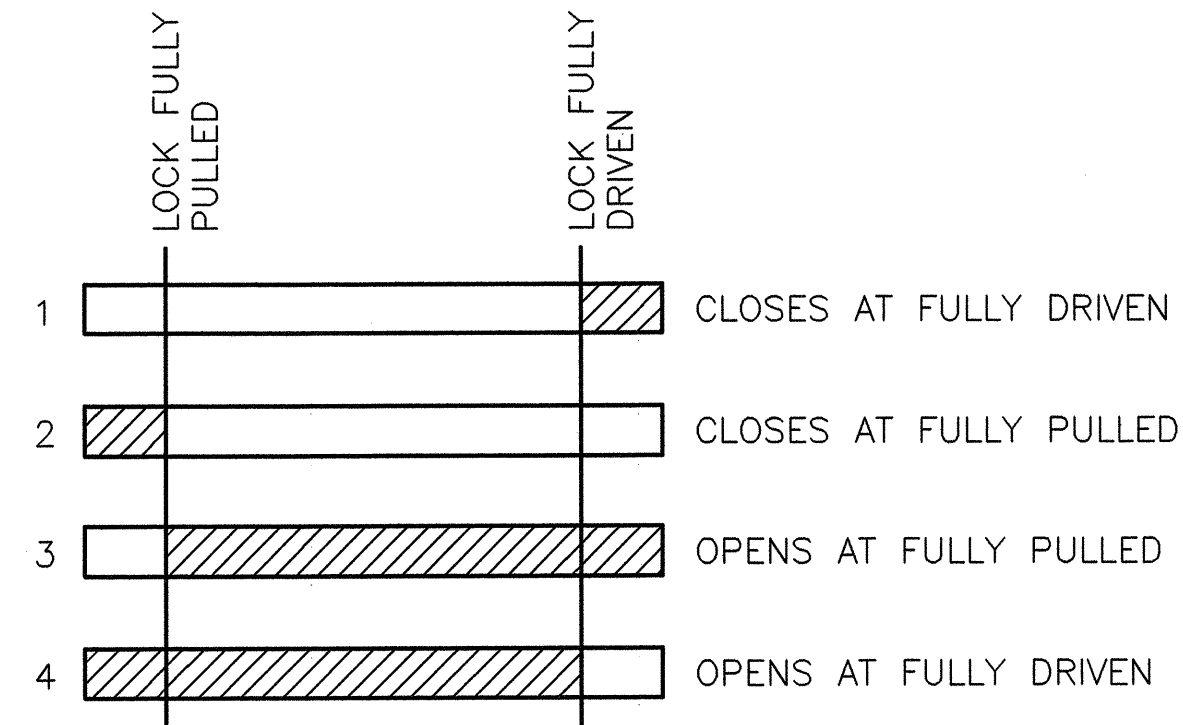 LOCK FULLY
PULLED
LOCK FULLY
DRIVEN
1 CLOSES AT FULLY DRIVEN
2 CLOSES AT FULLY PULLED
3 OPENS AT FULLY PULLED
4 OPENS AT FULLY DRIVEN